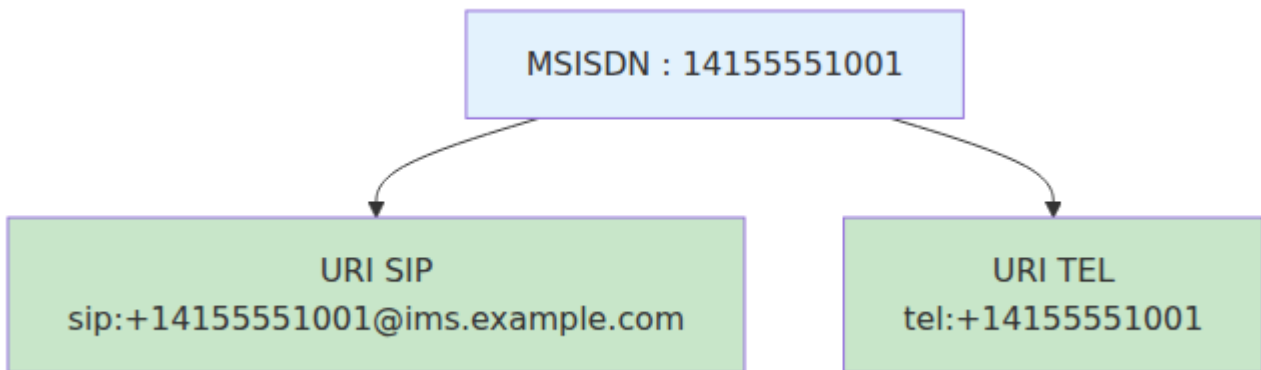 MSISDN : 14155551001
URI SIP
sip:+14155551001@ims.example.com
URI TEL
tel:+14155551001